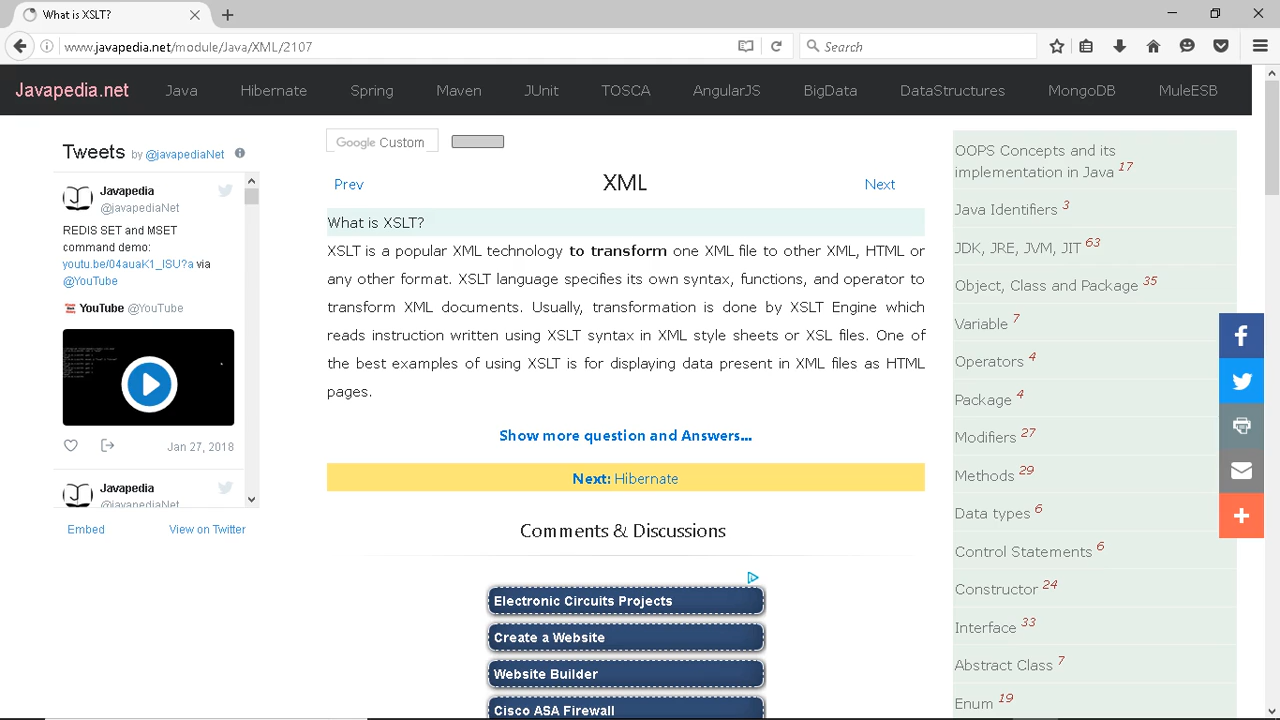 What is XSLT?
www.javapedia.net/module/Java/XML/2107
Search
Javapedia.net Java Hibernate Spring Maven JUnit TOSCA AngularJS BigData DataStructures MongoDB MuleESB
Tweets by @javapediaNet
Javapedia
@javapediaNet
REDIS SET and MSET
command demo:
youtu.be/04auaK1_ISU?a via
@YouTube
YouTube @YouTube
Jan 27, 2018
Javapedia
@javapediaNet
Embed View on Twitter
Google Custom
Prev XML Next
What is XSLT?
XSLT is a popular XML technology to transform one XML file to other XML, HTML or
any other format. XSLT language specifies its own syntax, functions, and operator to
transform XML documents. Usually, transformation is done by XSLT Engine which
reads instruction written using XSLT syntax in XML style sheets or XSL files. One of
the best examples of using XSLT is for displaying data present in XML files as HTML
pages.
Show more question and Answers...
Next: Hibernate
Comments & Discussions
Electronic Circuits Projects
Create a Website
Website Builder
Cisco ASA Firewall
OOPS Concepts and its
implementation in Java 17
Java Identifiers 3
JDK, JRE, JVM, JIT 63
Object, Class and Package 35
Variable 7
Operators 4
Package 4
Modifiers 27
Methods 29
Data types 6
Control Statements 6
Constructor 24
Interface 33
Abstract Class 7
Enum 19